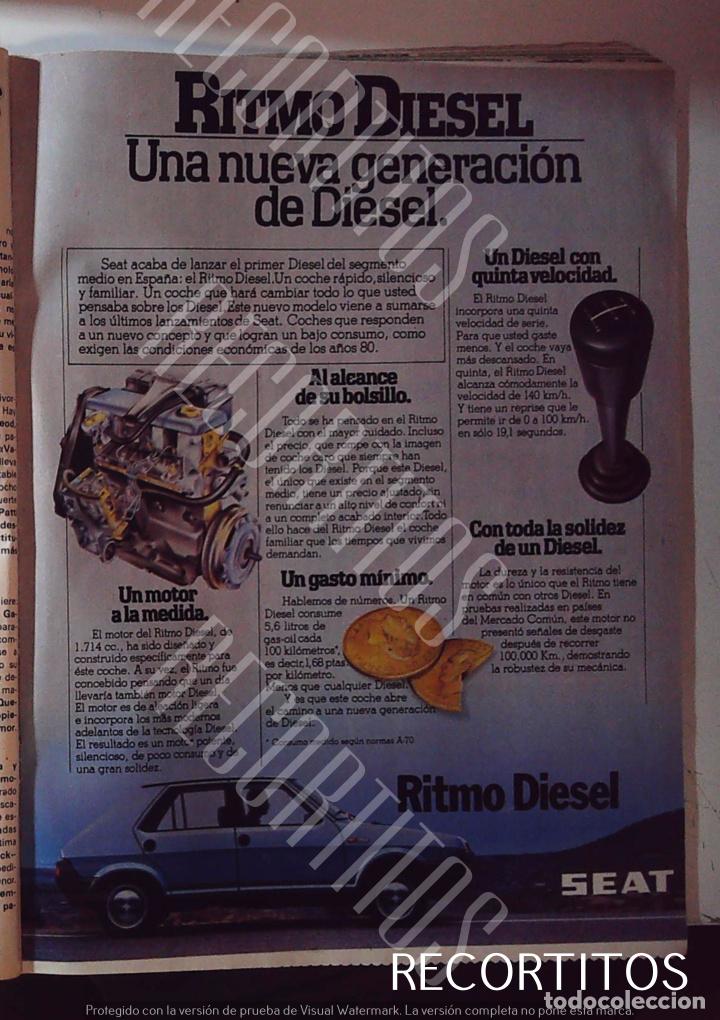 RITMO DIESEL
Una nueva generación
de Diesel.
Seat acaba de lanzar el primer Diesel del segmento
medio en España: el Ritmo Diesel. Un coche rápido, silencioso
y familiar. Un coche que hará cambiar todo lo que usted
pensaba sobre los Diesel. Este nuevo modelo viene a sumarse
a los últimos lanzamientos de Seat. Coches que responden
a un nuevo concepto y que logran un bajo consumo, como
exigen las condiciones económicas de los años 80.
Un Diesel con
quinta velocidad.
El Ritmo Diesel
incorpora una quinta
velocidad de serie.
Para que usted gaste
menos. Y el coche vaya
más descansado. En
quinta, el Ritmo Diesel
alcanza cómodamente la
velocidad de 140 km/h.
Y tiene un reprise que le
permite ir de 0 a 100 km/h.
en sólo 19,1 segundos.
Al alcance
de su bolsillo.
Todo se ha pensado en el Ritmo
Diesel con el mayor cuidado. Incluso
el precio, que rompe con la imagen
de coche caro que siempre han
tenido los Diesel. Porque este Diesel,
el único que existe en el segmento
medio, tiene un precio ajustado, sin
renunciar a un alto nivel de confort ni
a un completo acabado interior. Todo
ello hace del Ritmo Diesel el coche
familiar que los tiempos que vivimos
demandan.
Con toda la solidez
de un Diesel.
La dureza y la resistencia del
motor es lo único que el Ritmo tiene
en común con otros Diesel. En
pruebas realizadas en países
del Mercado Común, este motor no
presentó señales de desgaste
después de recorrer
100.000 Km., demostrando
la robustez de su mecánica.
Un motor
a la medida.
El motor del Ritmo Diesel, de
1.714 cc., ha sido diseñado y
construido específicamente para
éste coche. A su vez, el Ritmo fue
concebido pensando que un día
llevaría también motor Diesel.
El motor es de aleación ligera
e incorpora los más modernos
adelantos de la tecnología Diesel.
El resultado es un motor potente,
silencioso, de poco consumo y de
una gran solidez.
Un gasto mínimo.
Hablemos de números. Un Ritmo
Diesel consume
5,6 litros de
gas-oil cada
100 kilómetros*,
es decir, 1,68 ptas.
por kilómetro.
Menos que cualquier Diesel.
Y es que este coche abre
el camino a una nueva generación
de Diesel.
* Consumo medido según normas A-70
Ritmo Diesel
SEAT
RECORTITOS
RECORTITOS
RECORTITOS
RECORTITOS
RECORTITOS
todocoleccion
Protegido con la versión de prueba de Visual Watermark. La versión completa no pone esta marca.